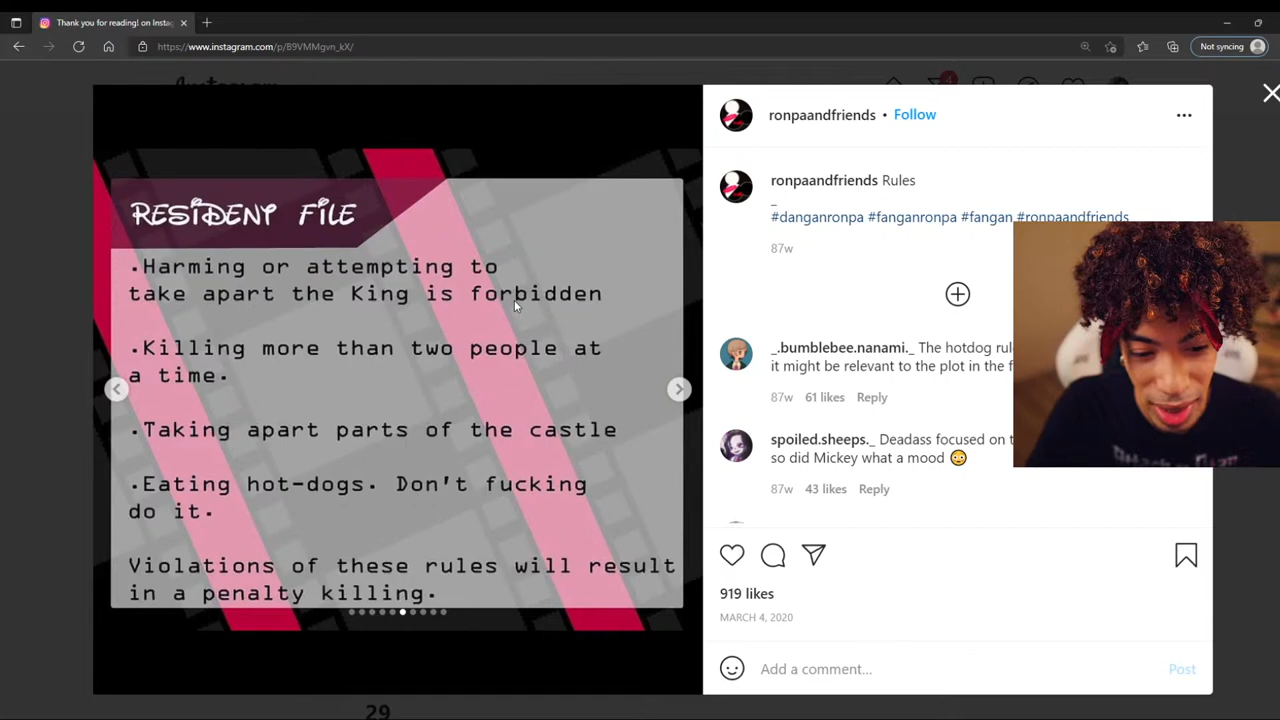 Thank you for reading! on Instag
https://www.instagram.com/p/B9VMMgvn_kX/
Not syncing
Instagram
4
RESIDENT FILE
.Harming or attempting to
take apart the King is forbidden
.Killing more than two people at
a time.
.Taking apart parts of the castle
.Eating hot-dogs. Don't fucking
do it.
Violations of these rules will result
in a penalty killing.
29
ronpaandfriends • Follow
ronpaandfriends Rules
_
#danganronpa #fanganronpa #fangan #ronpaandfriends
87w
_.bumblebee.nanami._ The hotdog rul
it might be relevant to the plot in the f
87w 61 likes Reply
spoiled.sheeps._ Deadass focused on t
so did Mickey what a mood 😳
87w 43 likes Reply
919 likes
MARCH 4, 2020
Add a comment...
Post